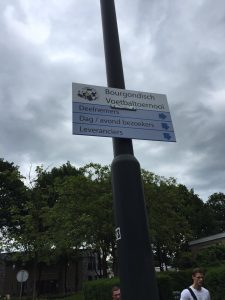 Bourgondisch
Voetbaltoernooi
Deelnemers
Dag / avond bezoekers
Leveranciers